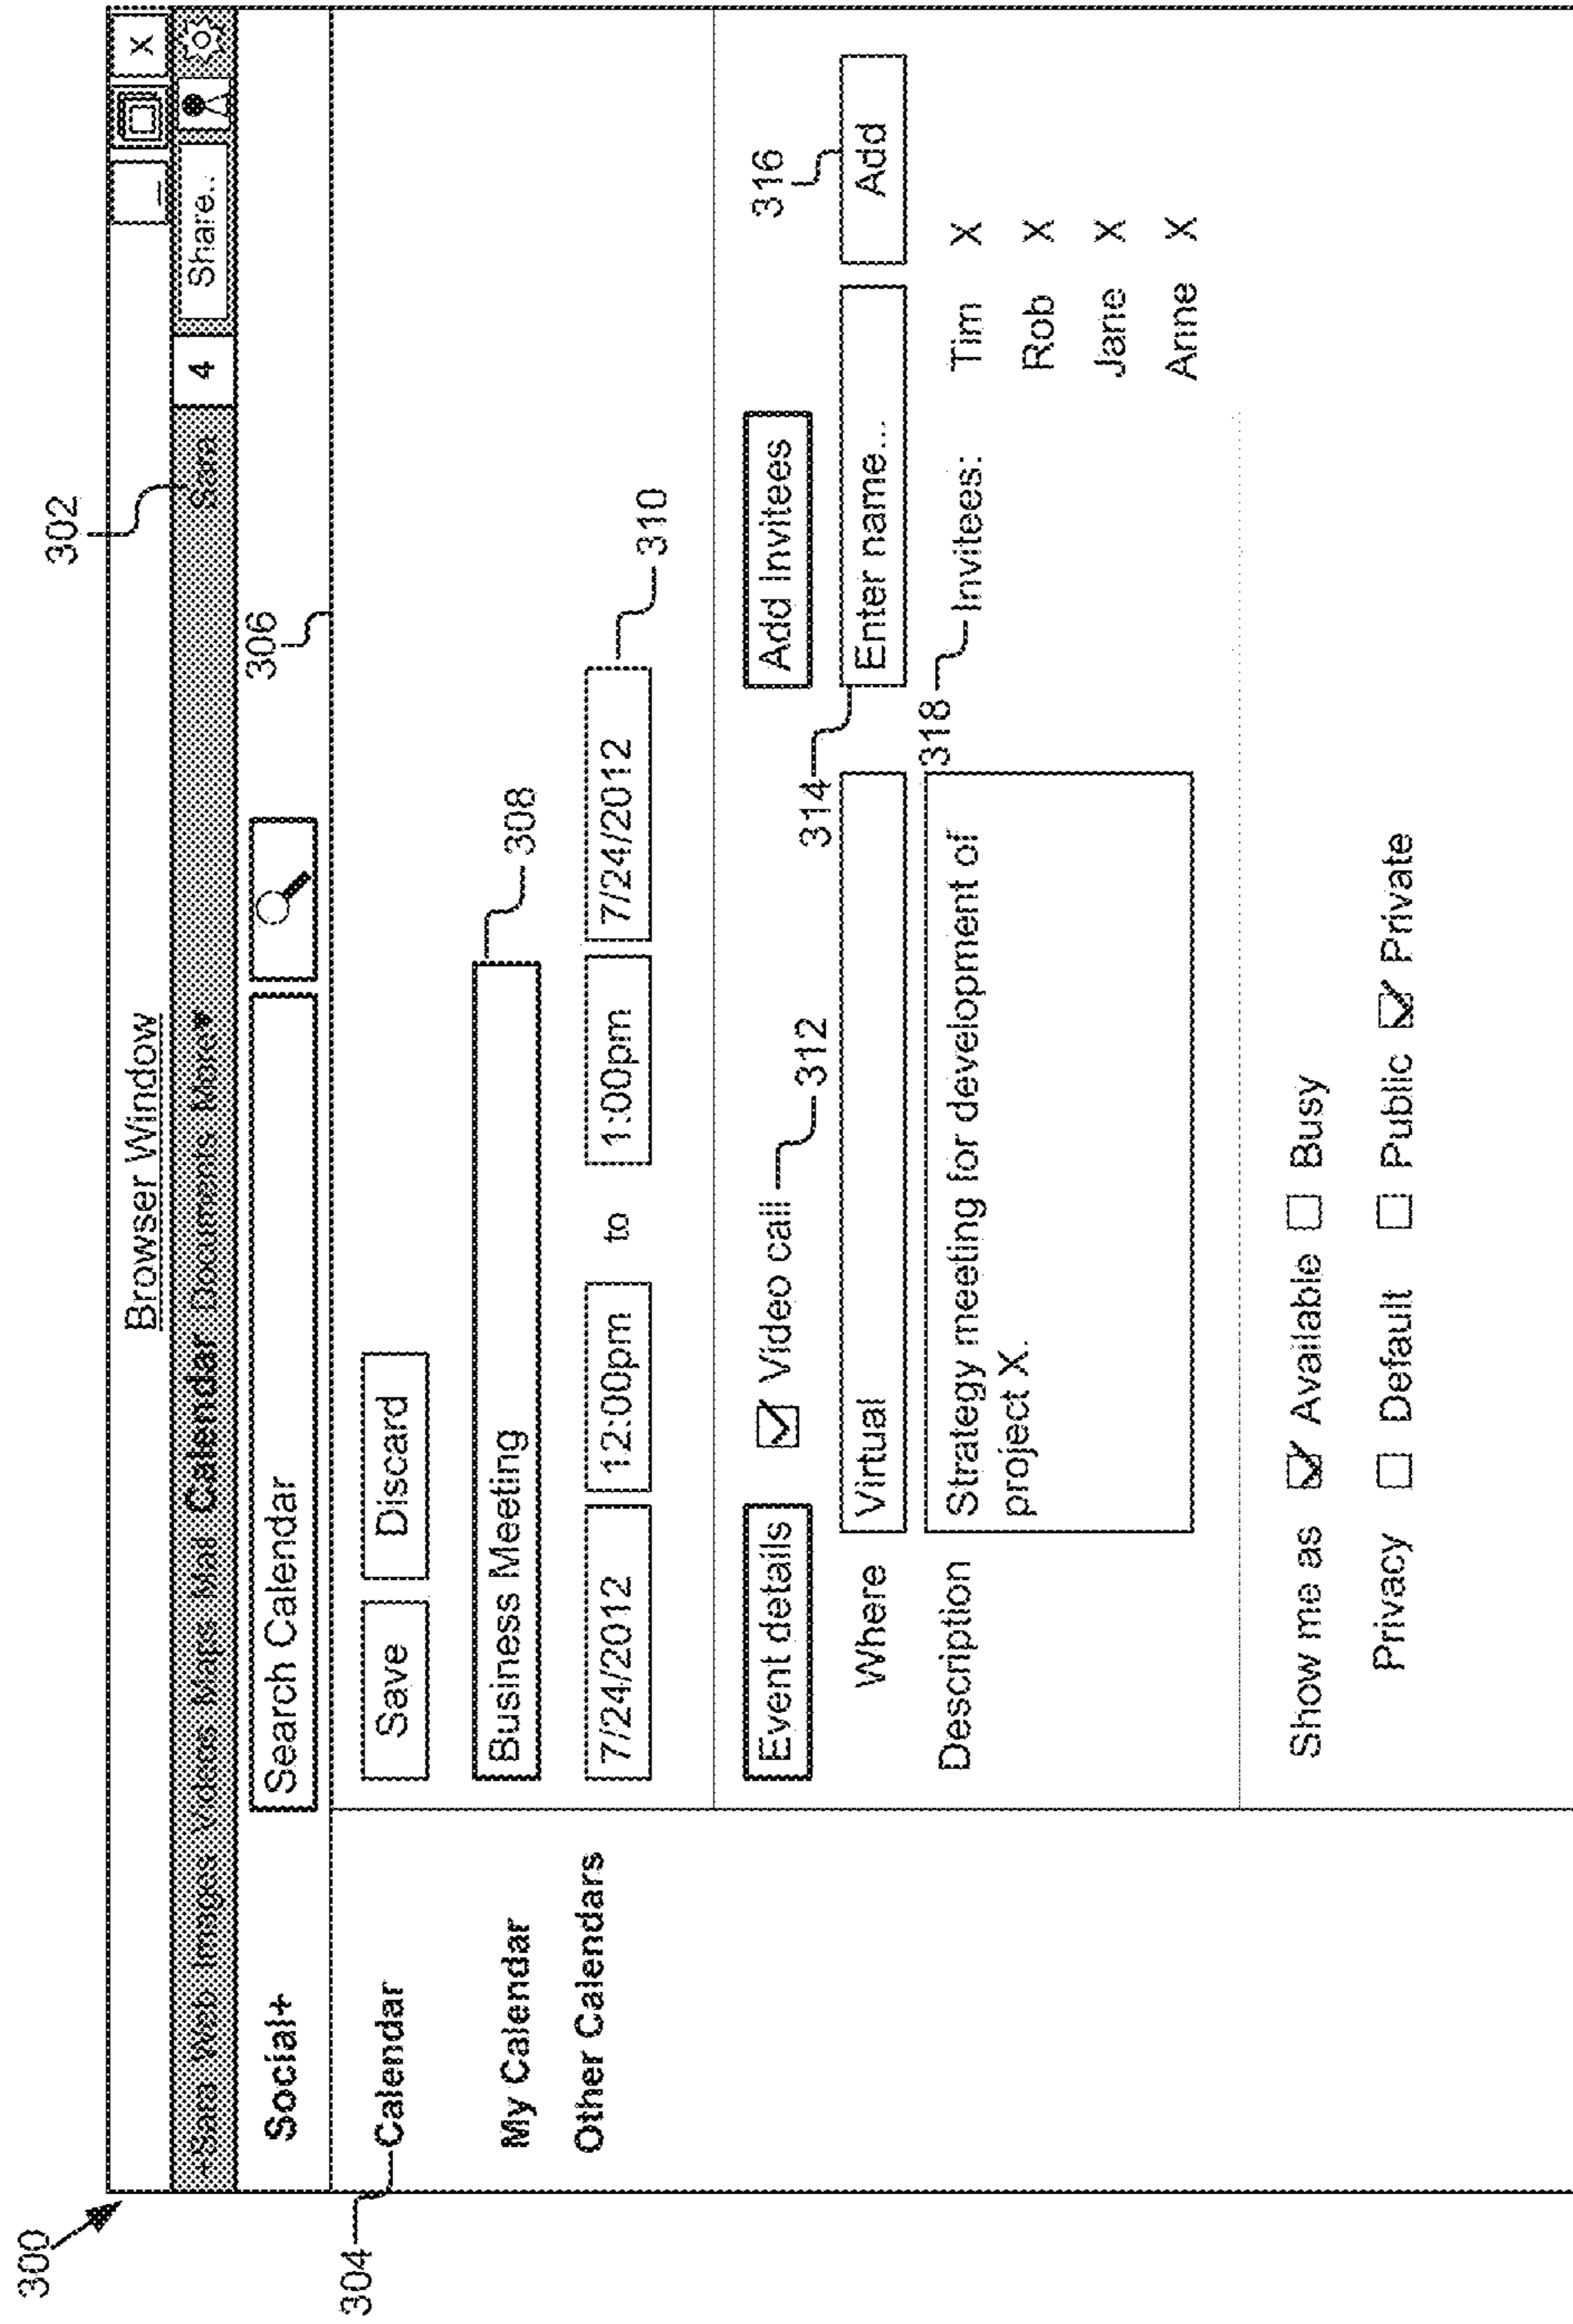 300
302
Browser Window
X
+Sara Web Images Videos Maps Mail Calendar Documents More▼ Sara 4 Share..
Social+ Search Calendar
306
304
Calendar Save Discard
My Calendar Business Meeting 308
Other Calendars 7/24/2012 12:00pm to 1:00pm 7/24/2012 310
Event details Video call 312 Add Invitees 316
Where Virtual 314 Enter name... Add
Description Strategy meeting for development of 318 Invitees: Tim X
project X.
Rob X
Jane X
Anne X
Show me as Available Busy
Privacy Default Public Private